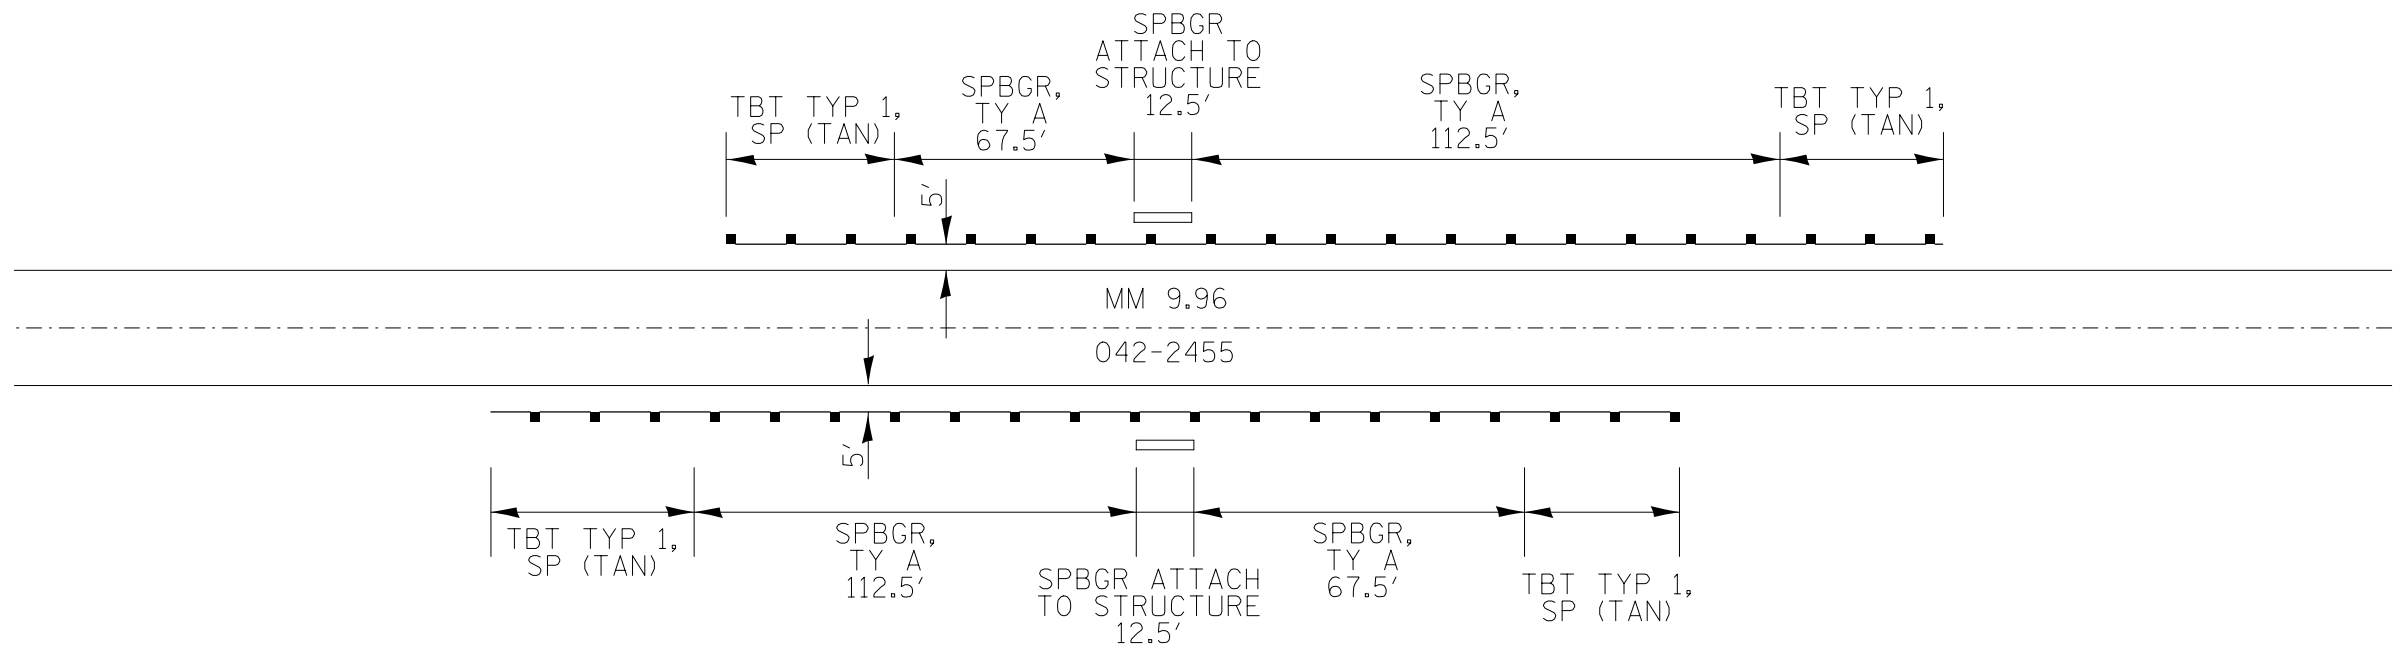 SPBGR
ATTACH TO
STRUCTURE
12.5'
SPBGR,
TY A
67.5'
SPBGR,
TY A
112.5'
TBT TYP 1,
SP (TAN)
TBT TYP 1,
SP (TAN)
5'
MM 9.96
042-2455
5'
TBT TYP 1,
SP (TAN)
SPBGR,
TY A
112.5'
SPBGR ATTACH
TO STRUCTURE
12.5'
SPBGR,
TY A
67.5'
TBT TYP 1,
SP (TAN)